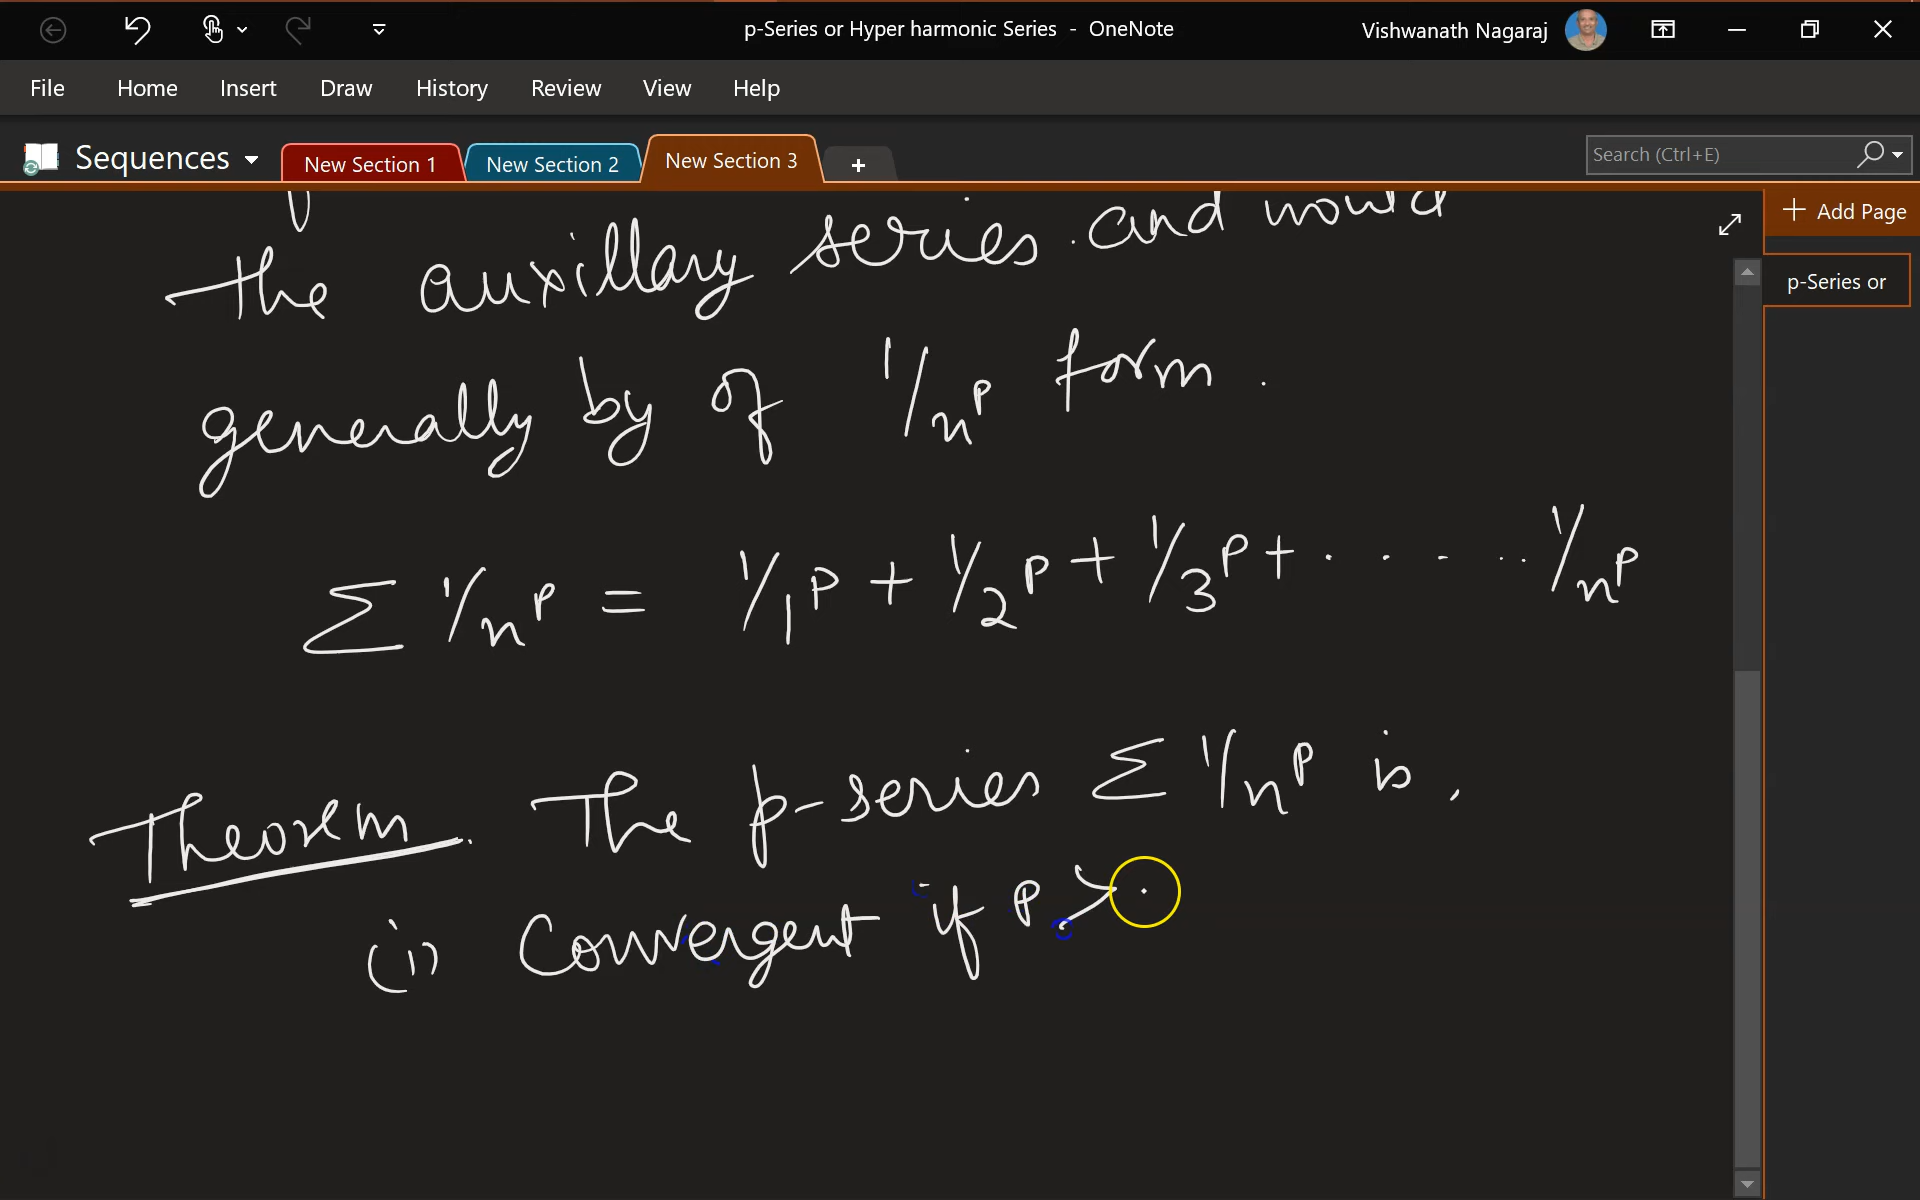 p-Series or Hyper harmonic Series - OneNote
Vishwanath Nagaraj
File Home Insert Draw History Review View Help
Sequences
New Section 1
New Section 2
New Section 3
+
Search (Ctrl+E)
+ Add Page
p-Series or
the auxillary series. and would
generally by of 1/n^p form.
Σ 1/n^p = 1/1^p + 1/2^p + 1/3^p + . . . . .. 1/n^p
Theorem. The p-series Σ 1/n^p is,
(i) Convergent if p >